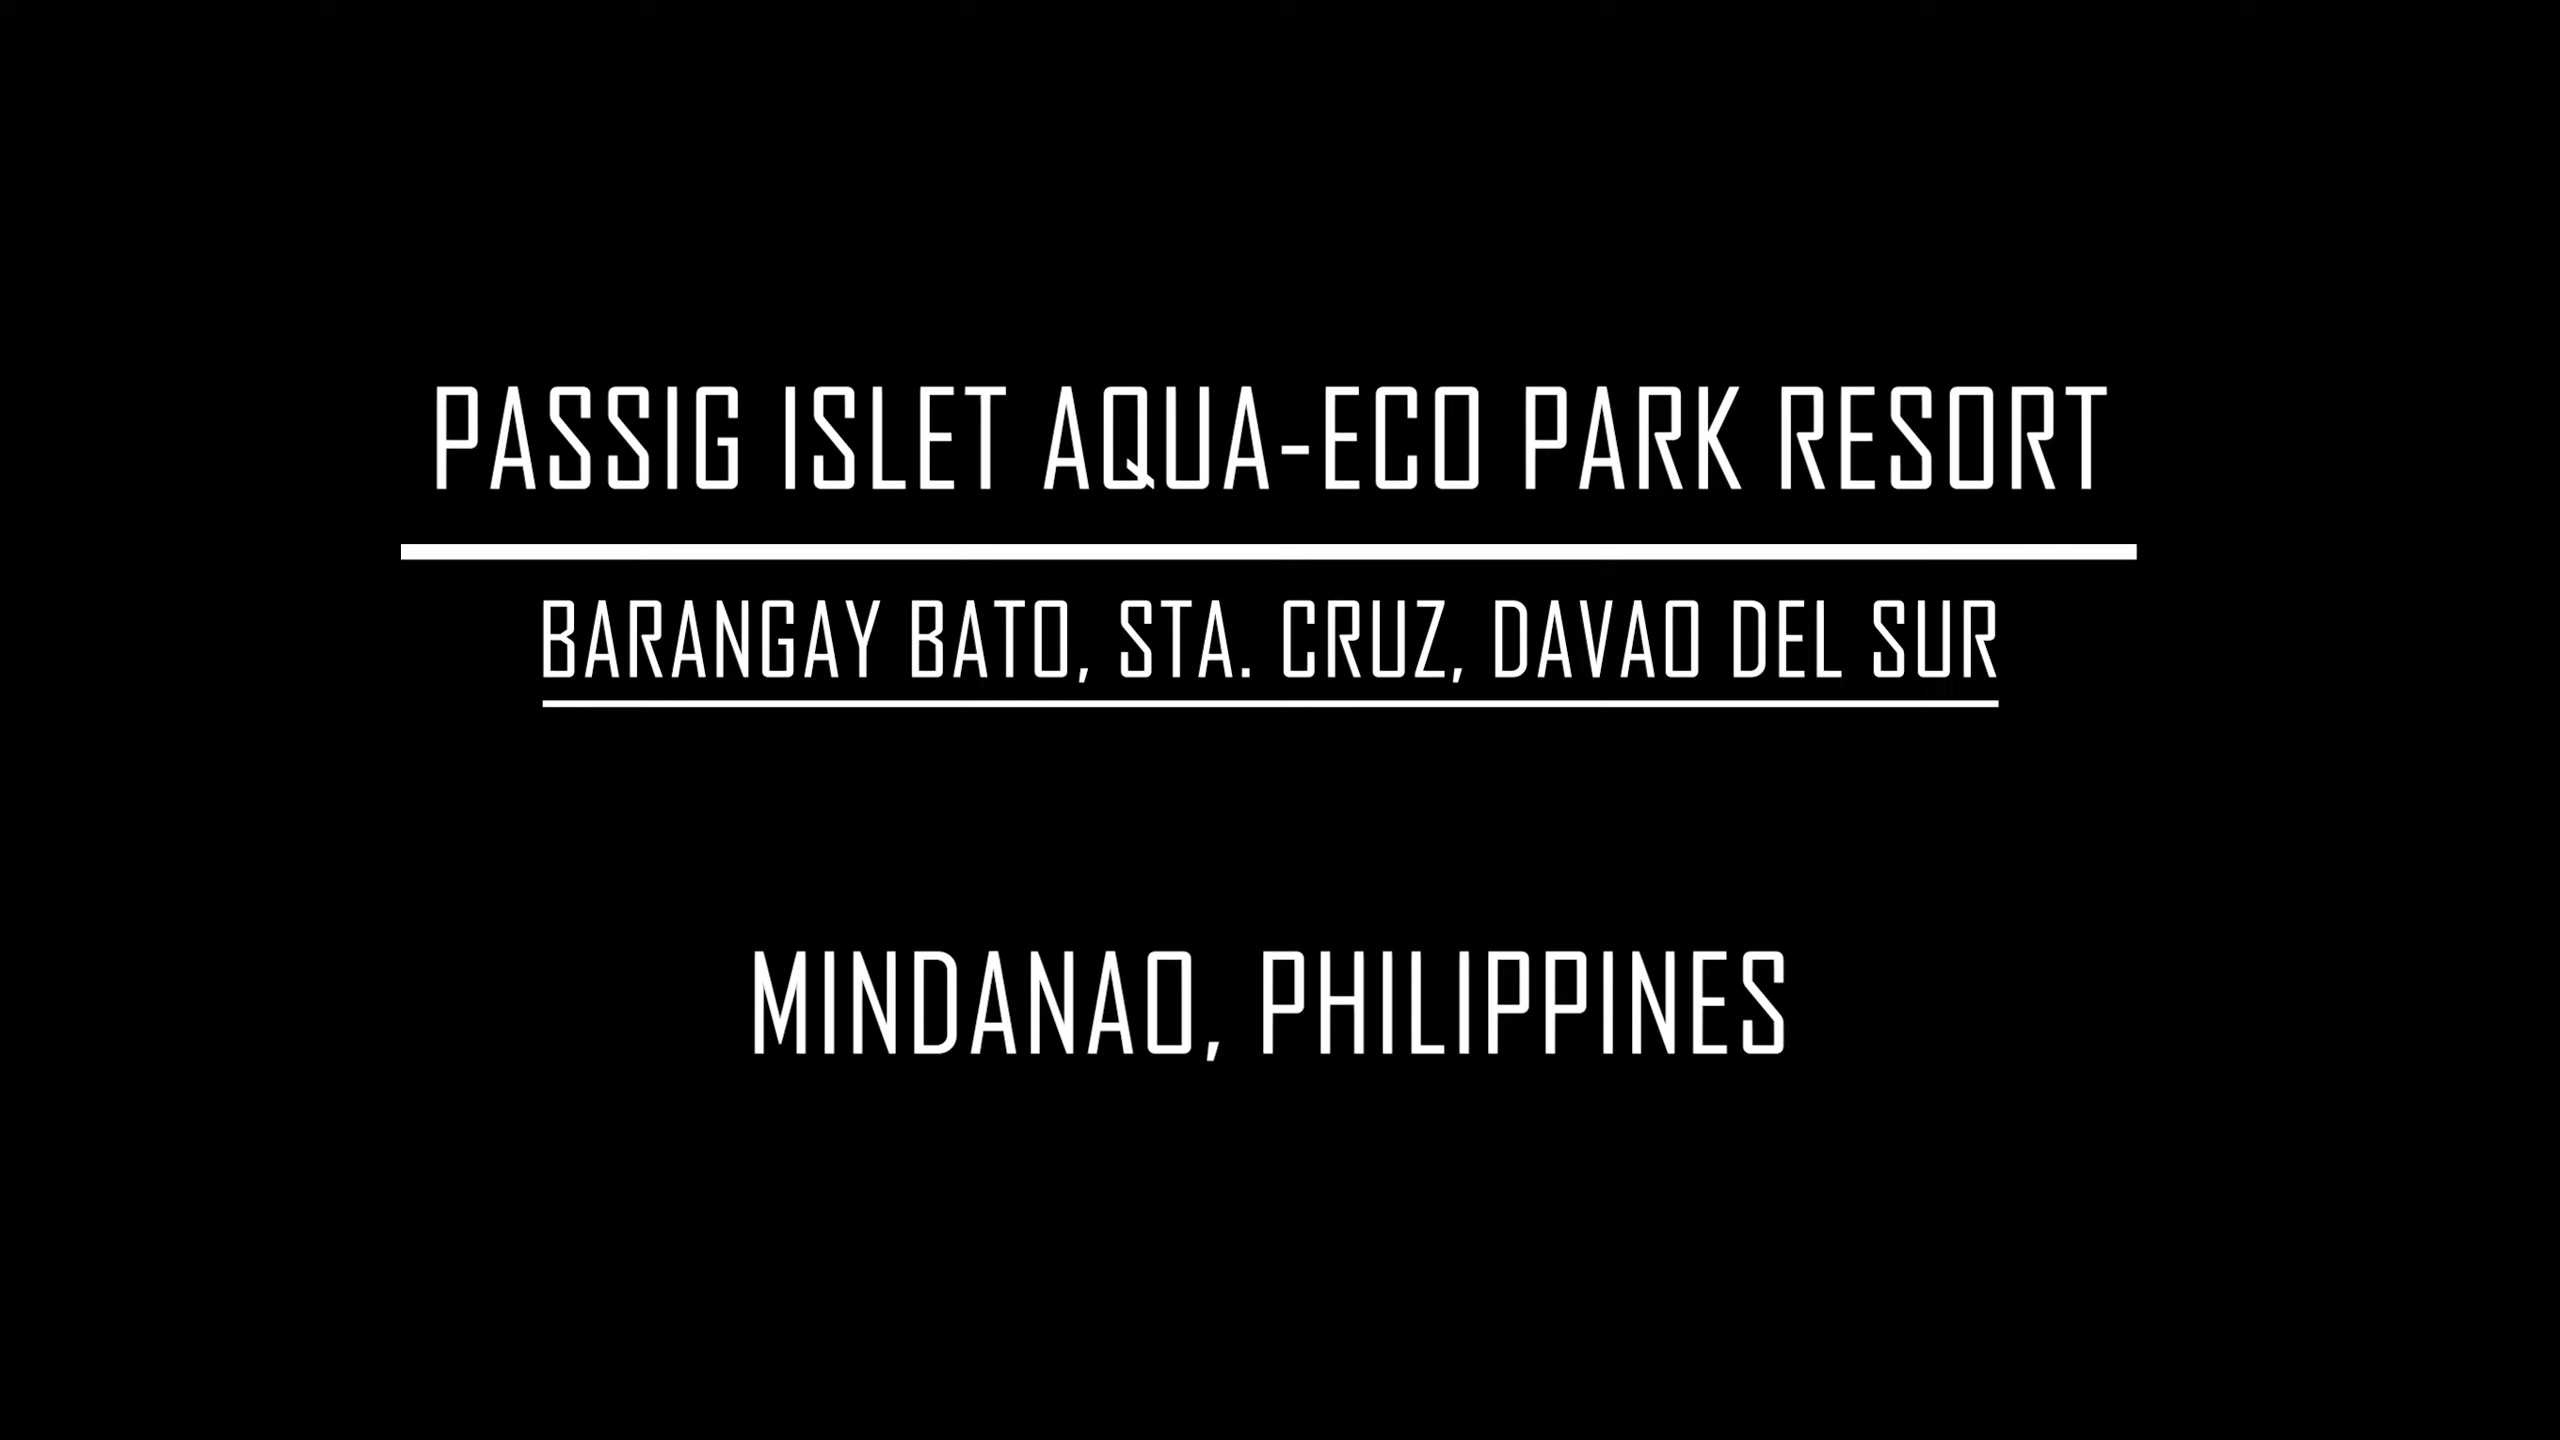 PASSIG ISLET AQUA-ECO PARK RESORT
BARANGAY BATO, STA. CRUZ, DAVAO DEL SUR
MINDANAO, PHILIPPINES